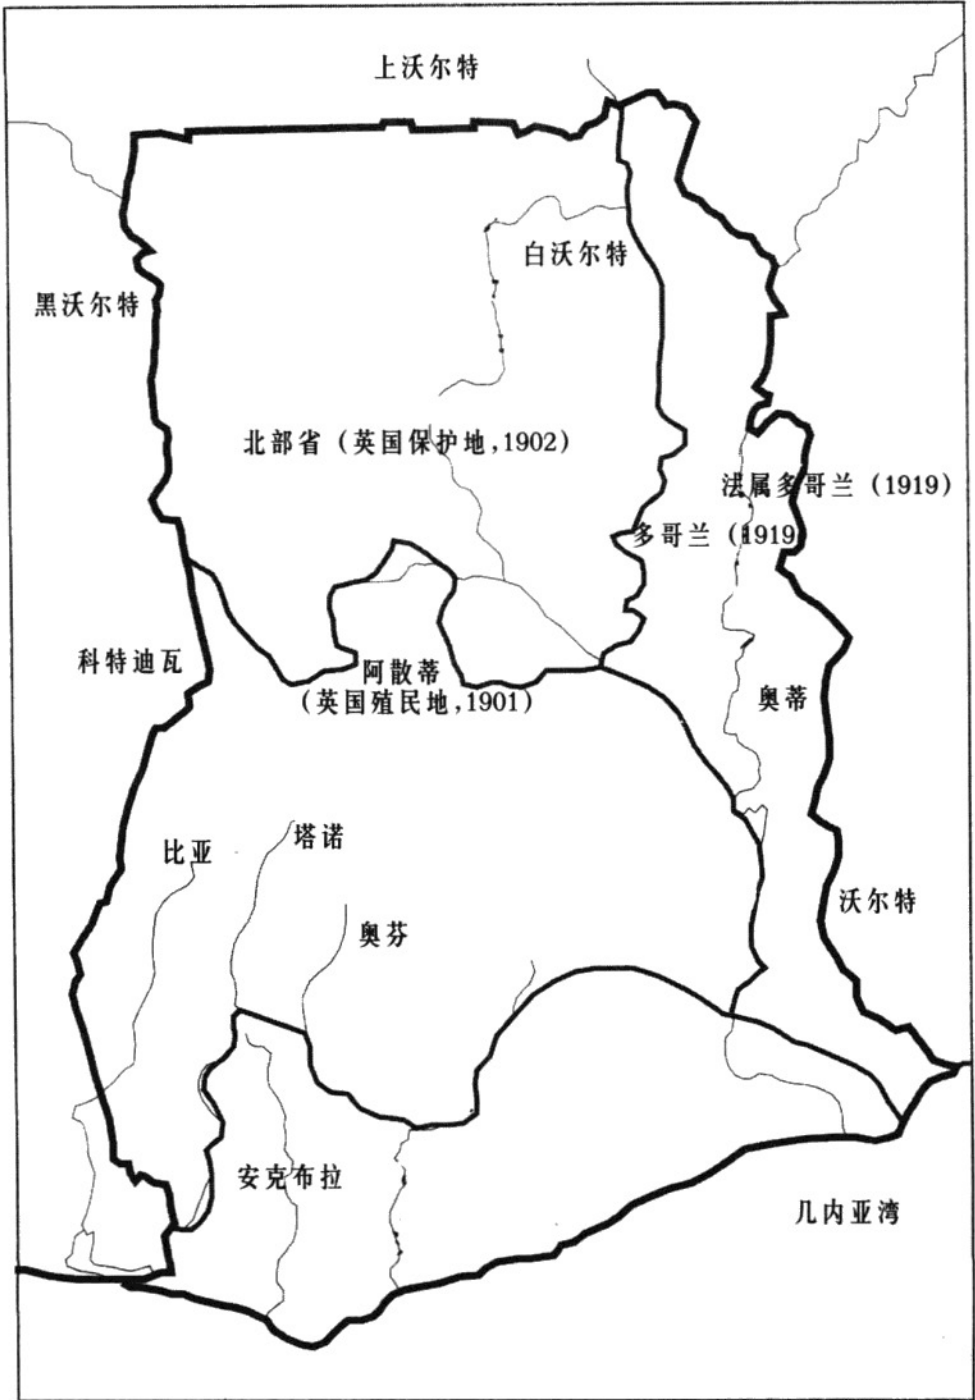 上沃尔特
白沃尔特
黑沃尔特
北部省（英国保护地,1902）
法属多哥兰（1919）
多哥兰（1919
科特迪瓦
阿散蒂
（英国殖民地,1901）
奥蒂
塔诺
比亚
沃尔特
奥芬
安克布拉
几内亚湾